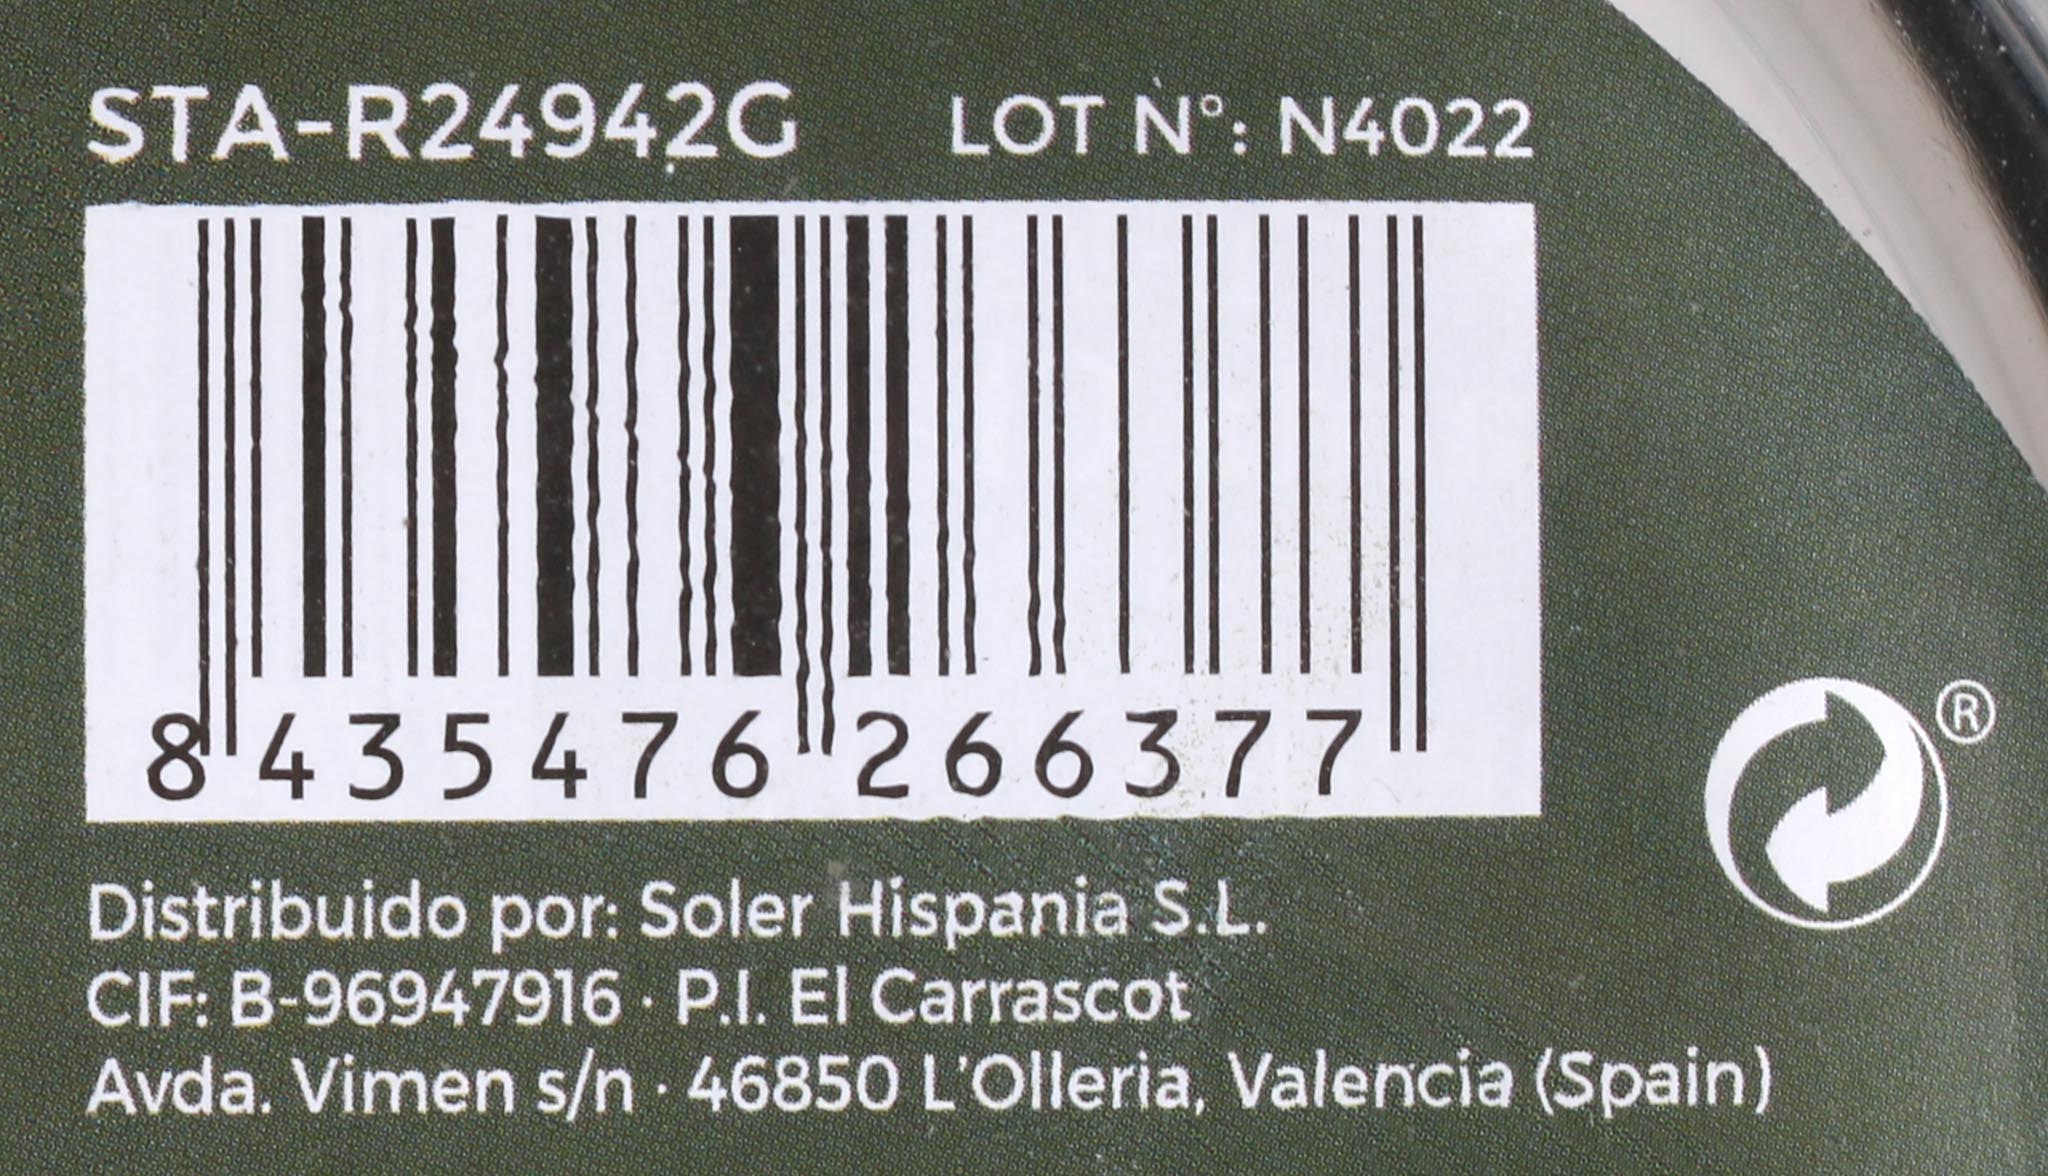 STA-R24942G LOT N°: N4022
8 435476 266377
®
Distribuido por: Soler Hispania S.L.
CIF: B-96947916 · P.I. El Carrascot
Avda. Vimen s/n · 46850 L'Olleria, Valencia (Spain)